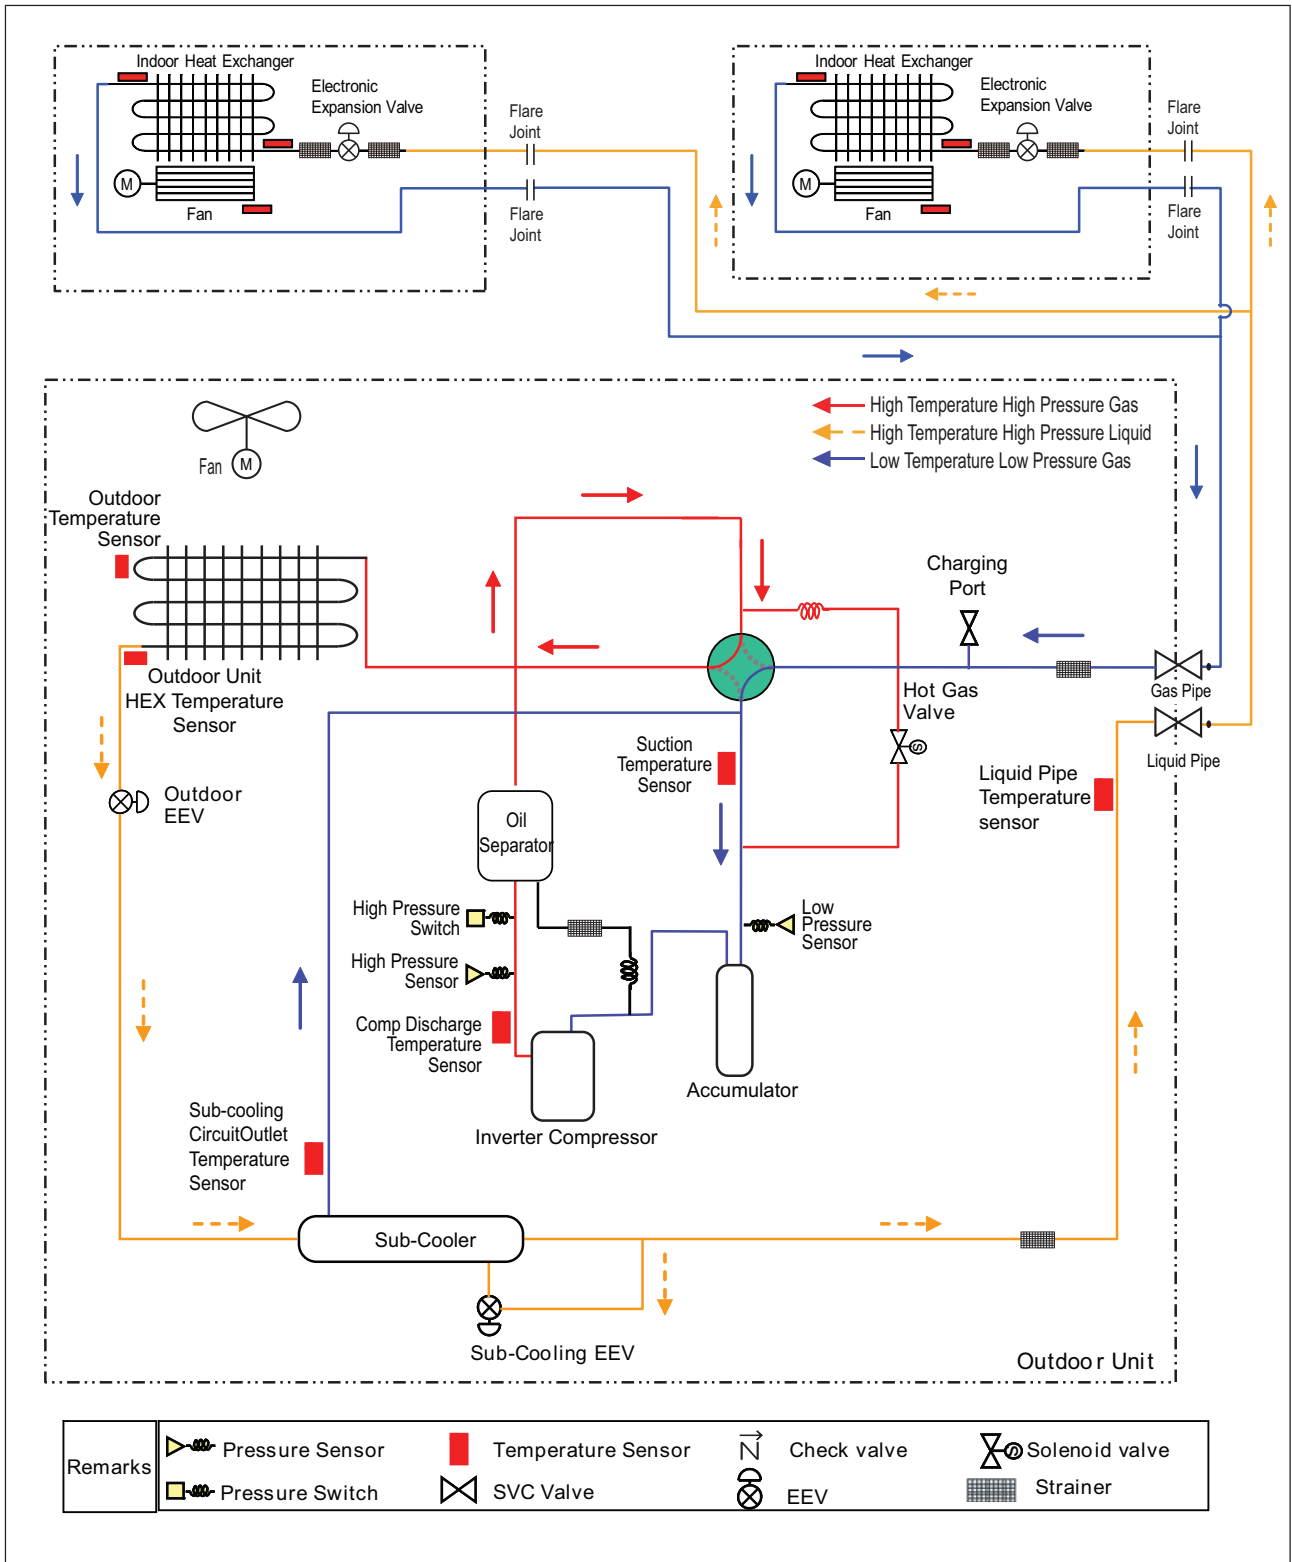 Indoor Heat Exchanger
Electronic
Expansion Valve
Flare
Joint
M
Fan
Flare
Joint
Indoor Heat Exchanger
Electronic
Expansion Valve
Flare
Joint
M
Fan
Flare
Joint
High Temperature High Pressure Gas
High Temperature High Pressure Liquid
Low Temperature Low Pressure Gas
Fan
M
Outdoor
Temperature
Sensor
Outdoor Unit
HEX Temperature
Sensor
Charging
Port
Gas Pipe
Liquid Pipe
Hot Gas
Valve
S
Suction
Temperature
Sensor
Liquid Pipe
Temperature
sensor
Outdoor
EEV
Oil
Separator
High Pressure
Switch
High Pressure
Sensor
Low
Pressure
Sensor
Comp Discharge
Temperature
Sensor
Accumulator
Inverter Compressor
Sub-cooling
CircuitOutlet
Temperature
Sensor
Sub-Cooler
Sub-Cooling EEV
Outdoor Unit
Remarks
Pressure Sensor
Temperature Sensor
Check valve
S
Solenoid valve
Pressure Switch
SVC Valve
EEV
Strainer